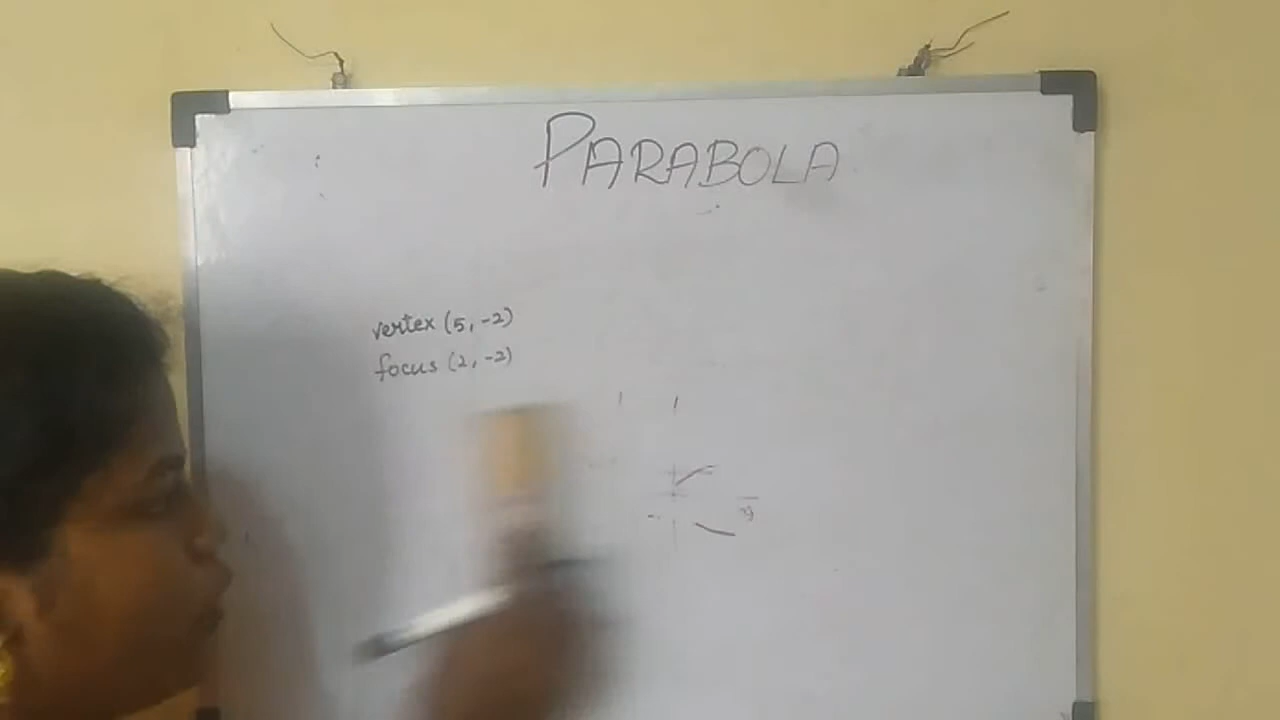 PARABOLA
vertex (5, -2)
focus (2, -2)